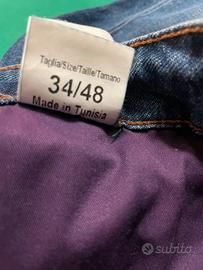 Taglia/Size/Taille/Tamano
34/48
Made in Tunisia
subito